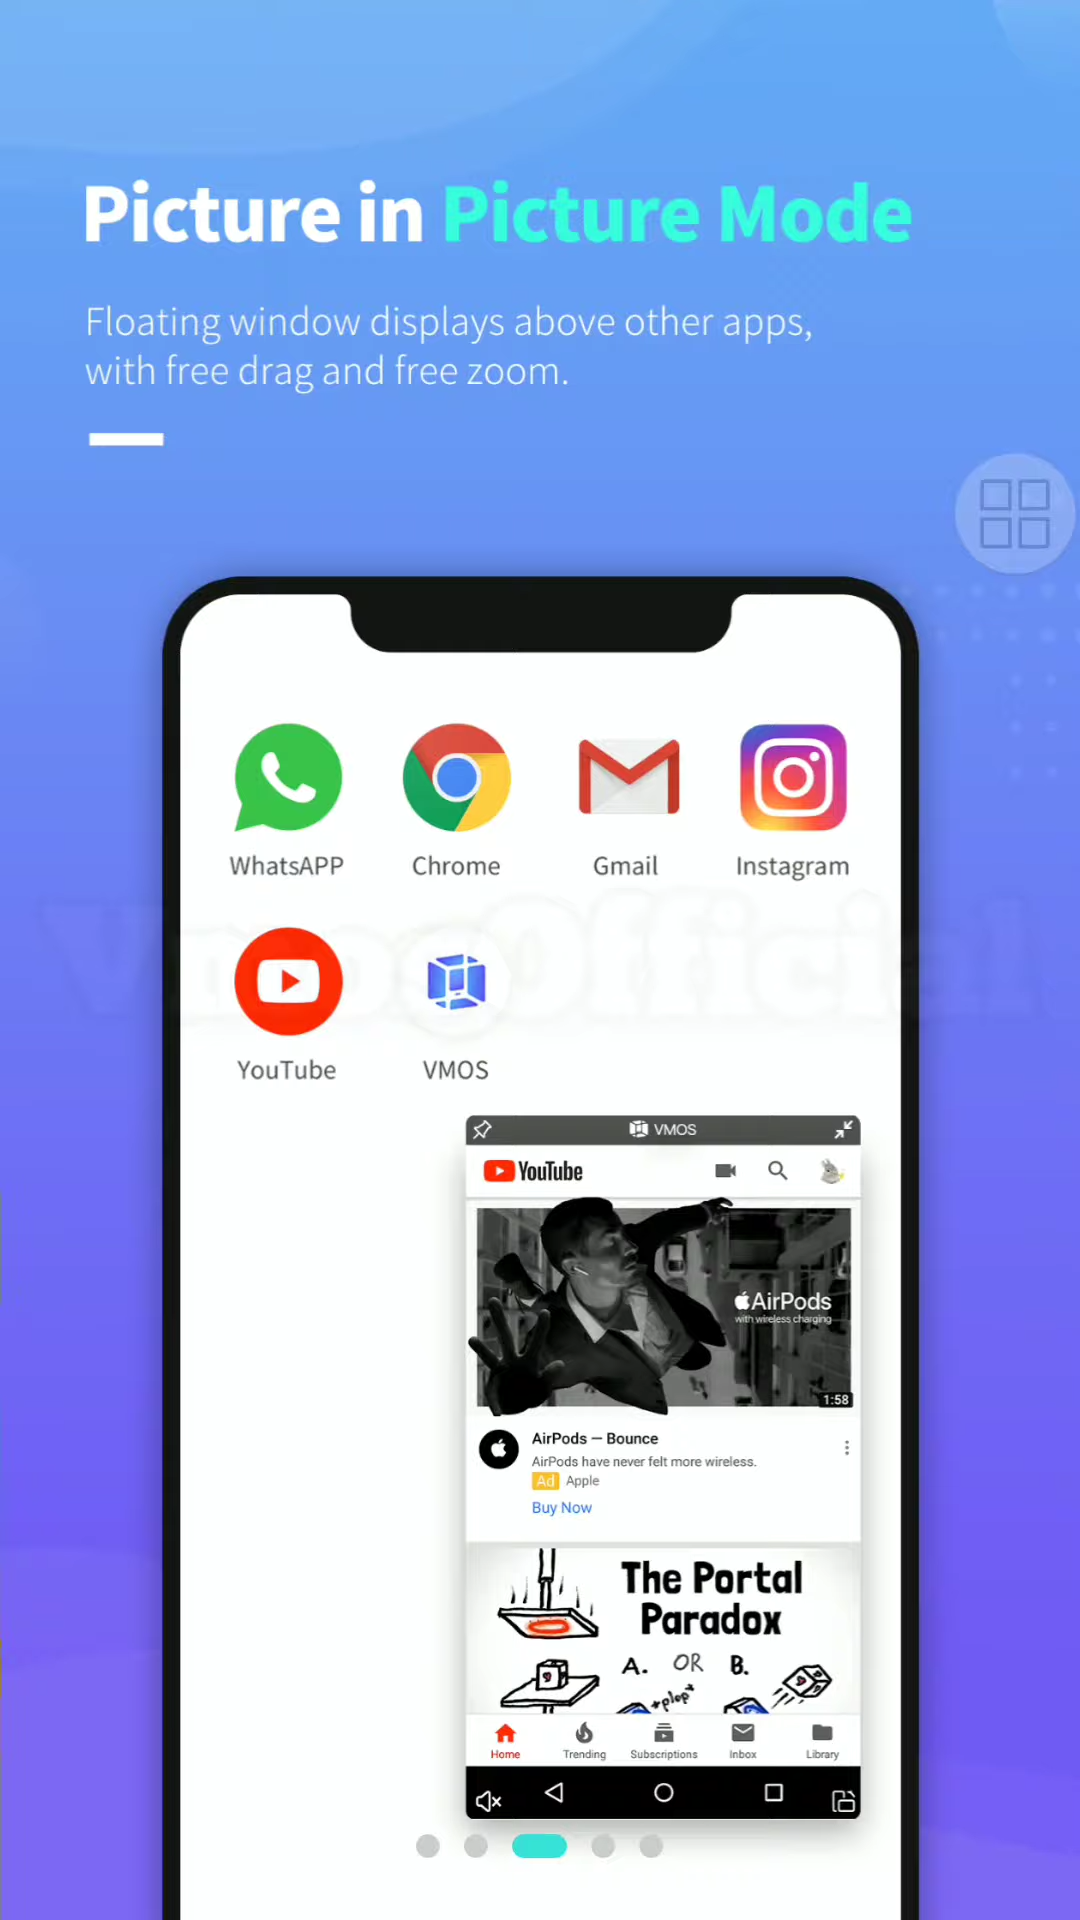 Picture in Picture Mode
Floating window displays above other apps,
with free drag and free zoom.
WhatsAPP Chrome Gmail Instagram
VmosOfficial
YouTube VMOS
VMOS
YouTube
AirPods
with wireless charging
1:58
AirPods – Bounce
AirPods have never felt more wireless.
Ad Apple
Buy Now
The Portal
Paradox
A. OR B.
*plop*
Home Trending Subscriptions Inbox Library